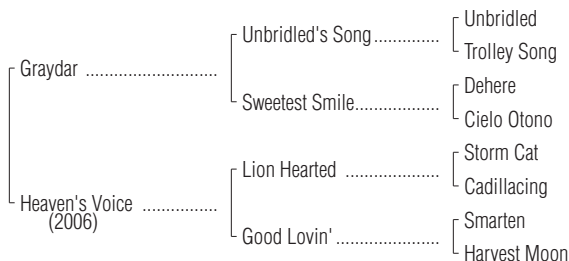 Unbridled
Unbridled's Song..............
Trolley Song
Graydar ...........................
Dehere
Sweetest Smile..................
Cielo Otono
Storm Cat
Lion Hearted ....................
Cadillacing
Heaven's Voice ................
(2006)
Smarten
Good Lovin' ......................
Harvest Moon